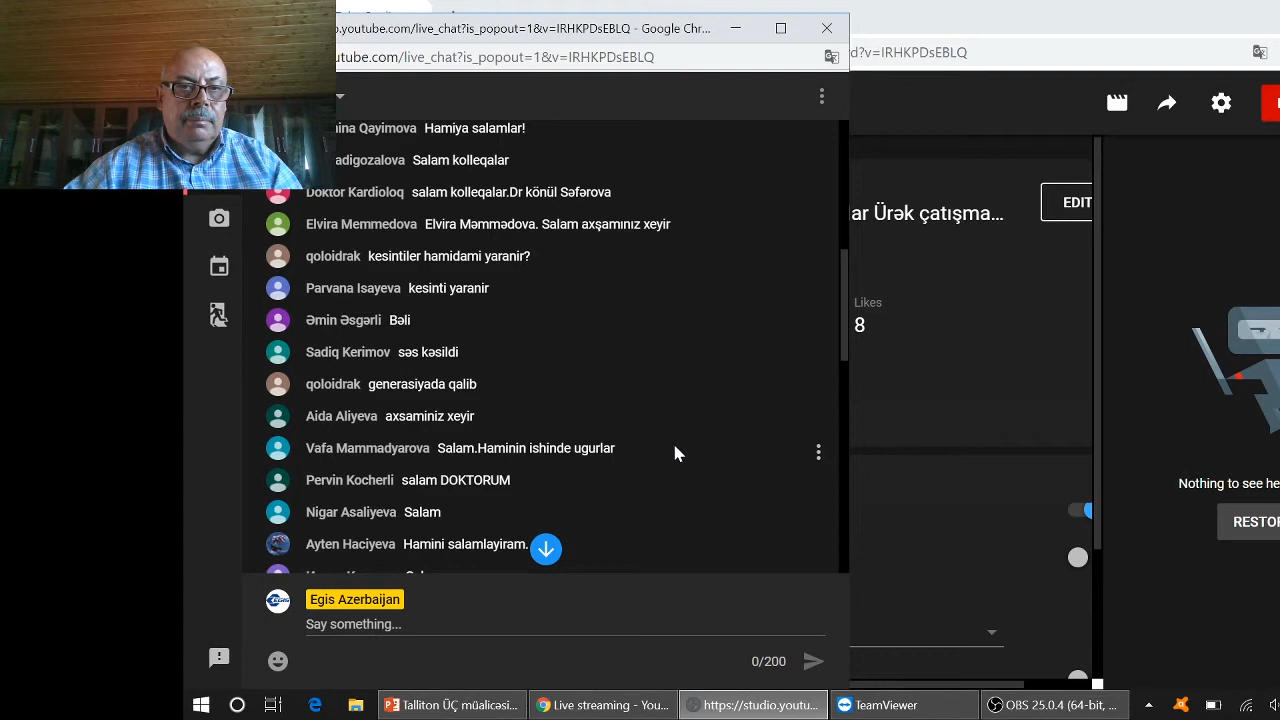 o.youtube.com/live_chat?is_popout=1&v=IRHKPDsEBLQ - Google Chr...
utube.com/live_chat?is_popout=1&v=IRHKPDsEBLQ
d?v=IRHKPDsEBLQ
ina Qayimova Hamiya salamlar!
adigozalova Salam kolleqalar
Doktor Kardioloq salam kolleqalar.Dr könül Səfərova
Elvira Memmedova Elvira Məmmədova. Salam axşamınız xeyir
qoloidrak kesintiler hamidami yaranir?
Parvana Isayeva kesinti yaranir
Əmin Əsgərli Bəli
Sadiq Kerimov səs kəsildi
qoloidrak generasiyada qalib
Aida Aliyeva axsaminiz xeyir
Vafa Mammadyarova Salam.Haminin ishinde ugurlar
Pervin Kocherli salam DOKTORUM
Nigar Asaliyeva Salam
Ayten Haciyeva Hamini salamlayiram.
Egis Azerbaijan
Say something...
0/200
ar Ürək çatışma...
EDIT
Likes
8
Nothing to see he
RESTO
Talliton ÜÇ müalicəsi...
Live streaming - You...
https://studio.youtu...
TeamViewer
OBS 25.0.4 (64-bit, ...